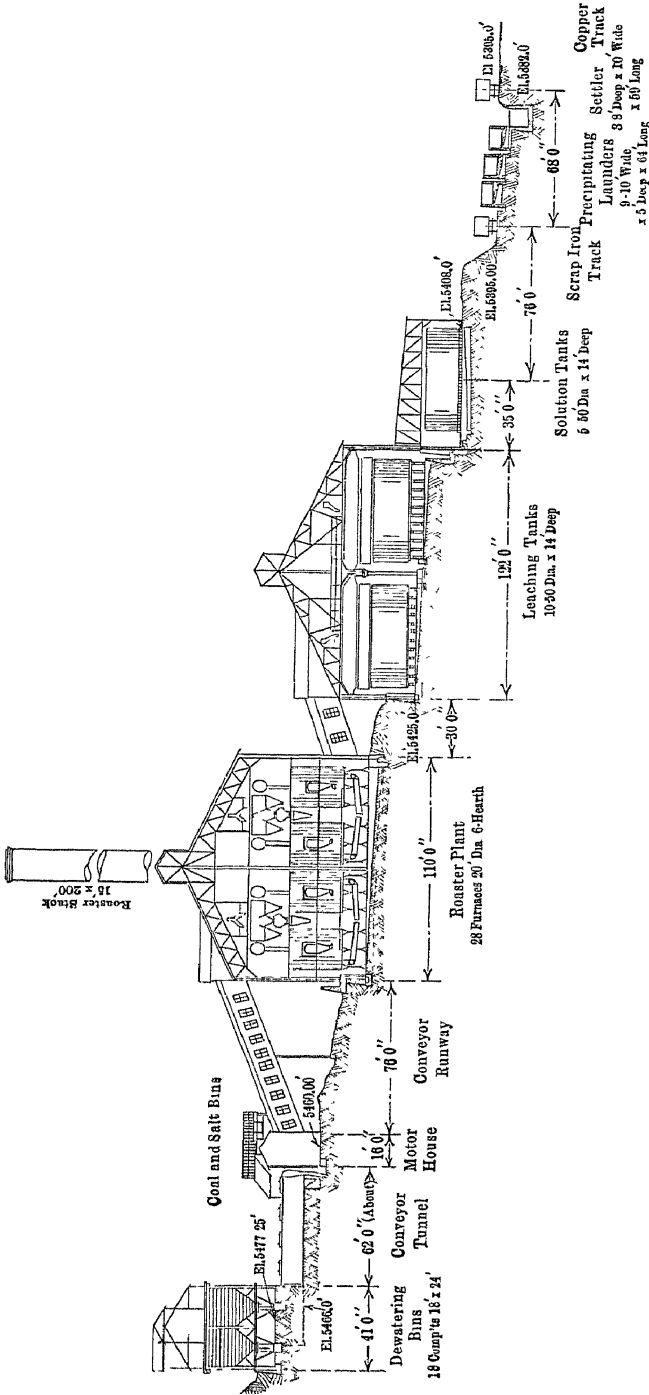 Roaster Stack
15' x 200'
Coal and Salt Bins
El.5477 25'
El.5466.0'
41'0"
62'0" (About)
5460.00'
16'0"
76'0"
110'0"
El.5425.0
30'0
122'0"
35'0"
El.5408.0'
El.5395.00'
76'0"
68'0"
El 5395.0'
El.5382.0'
Dewatering
Bins
18 Comp'ts 18' x 24'
Conveyor
Tunnel
Motor
House
Conveyor
Runway
Roaster Plant
28 Furnaces 20' Dia 6-Hearth
Leaching Tanks
10-50 Dia. x 14' Deep
Solution Tanks
5 50' Dia x 14' Deep
Scrap Iron
Track
Precipitating
Launders
9-10' Wide
x 5' Deep x 64' Long
Settler
3 8' Deep x 10' Wide
x 59 Long
Copper
Track